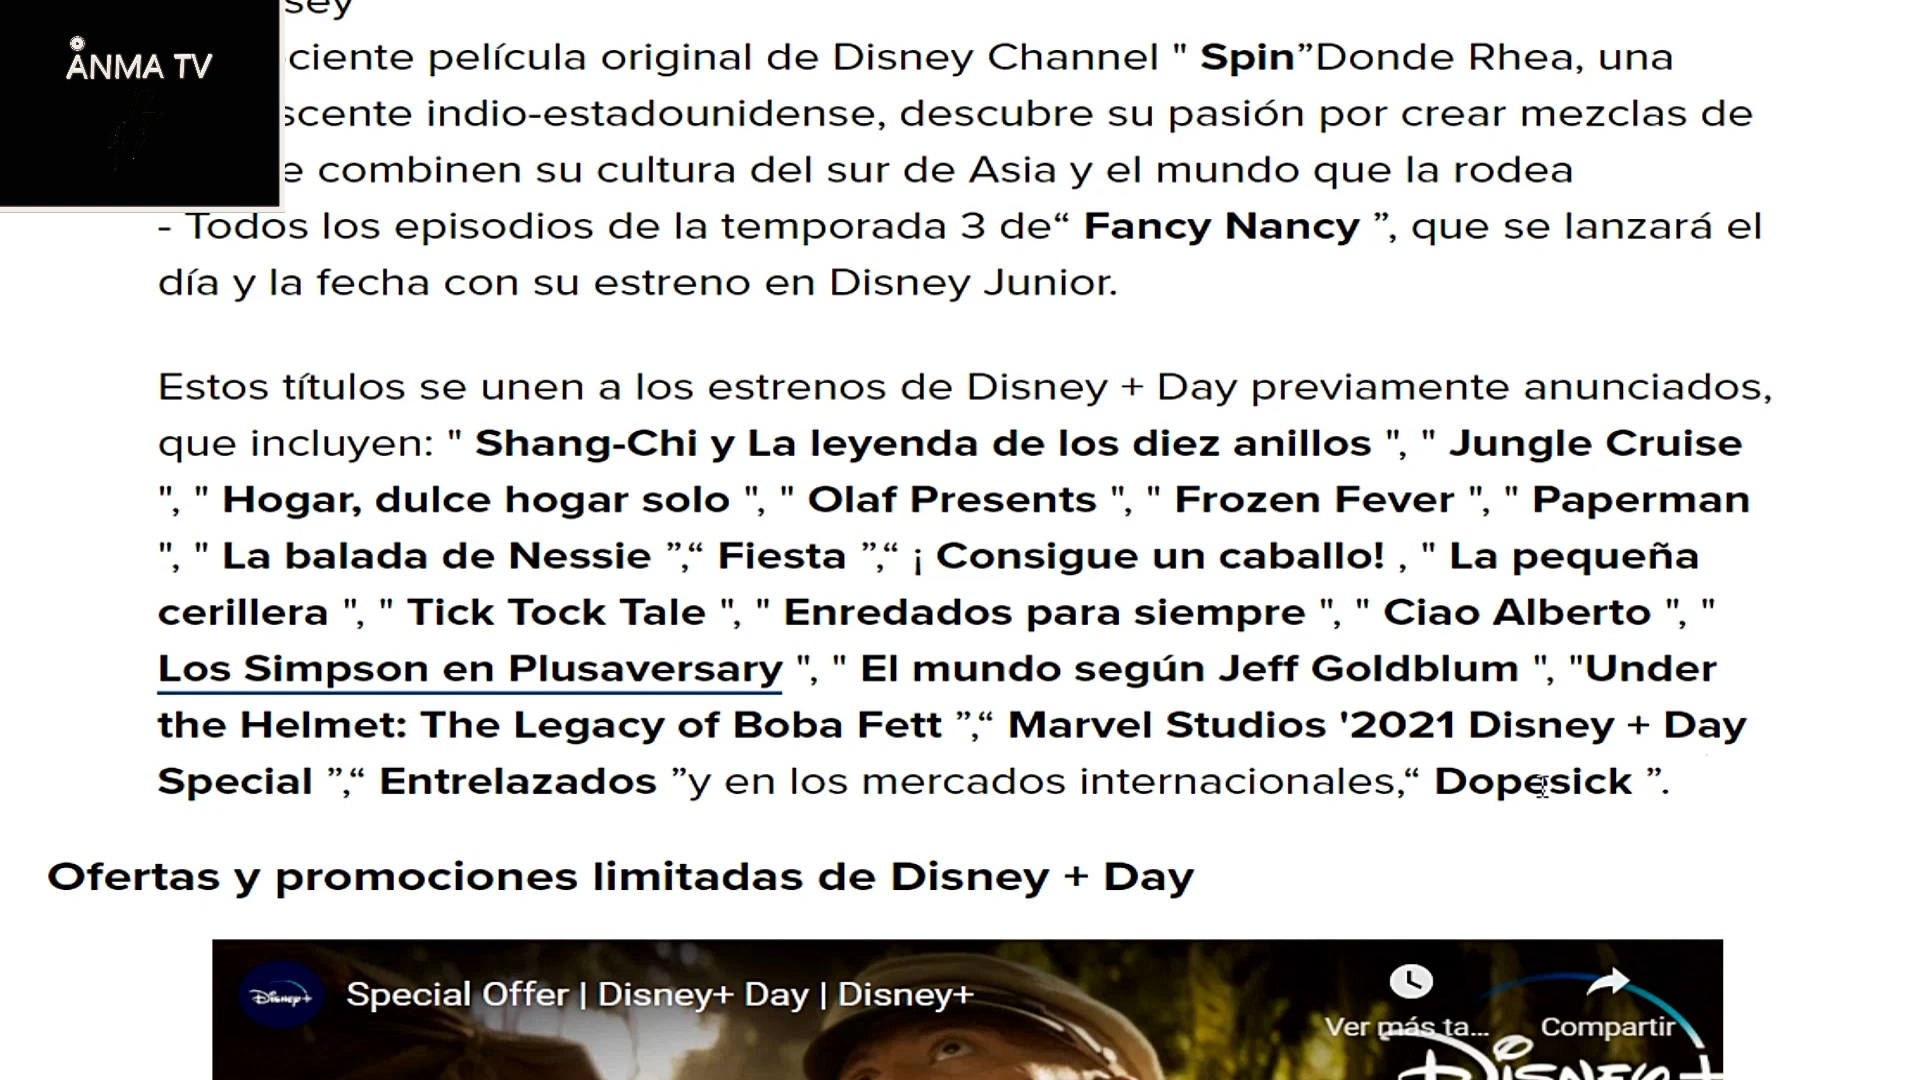 sey
ANMA TV
ciente película original de Disney Channel " Spin”Donde Rhea, una
scente indio-estadounidense, descubre su pasión por crear mezclas de
e combinen su cultura del sur de Asia y el mundo que la rodea
- Todos los episodios de la temporada 3 de“ Fancy Nancy ”, que se lanzará el
día y la fecha con su estreno en Disney Junior.
Estos títulos se unen a los estrenos de Disney + Day previamente anunciados,
que incluyen: " Shang-Chi y La leyenda de los diez anillos ", " Jungle Cruise
", " Hogar, dulce hogar solo ", " Olaf Presents ", " Frozen Fever ", " Paperman
", " La balada de Nessie ”,“ Fiesta ”,“ ¡ Consigue un caballo! , " La pequeña
cerillera ", " Tick Tock Tale ", " Enredados para siempre ", " Ciao Alberto ", "
Los Simpson en Plusaversary ", " El mundo según Jeff Goldblum ", "Under
the Helmet: The Legacy of Boba Fett ”,“ Marvel Studios '2021 Disney + Day
Special ”,“ Entrelazados ”y en los mercados internacionales,“ Dopesick ”.
Ofertas y promociones limitadas de Disney + Day
Disney+ Special Offer | Disney+ Day | Disney+
Ver más ta... Compartir
Disney+